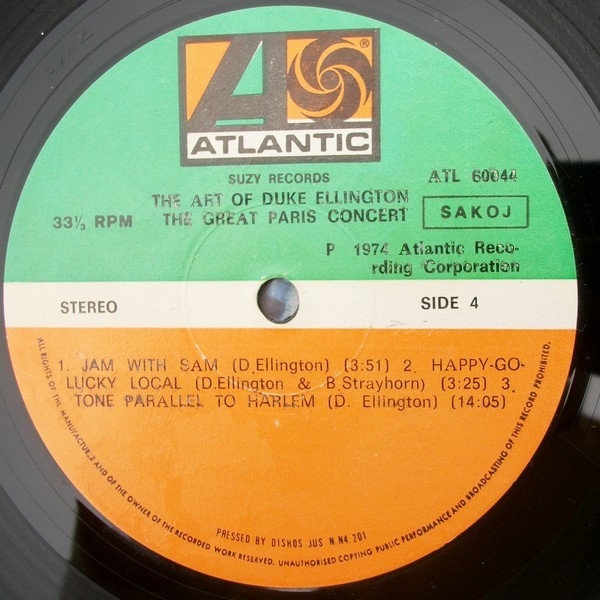 ATLANTIC
®
SUZY RECORDS
ATL 60044
THE ART OF DUKE ELLINGTON
33⅓ RPM
THE GREAT PARIS CONCERT
SAKOJ
P 1974 Atlantic Reco-
rding Corporation
STEREO
SIDE 4
1. JAM WITH SAM (D.Ellington) (3:51) 2. HAPPY-GO-
LUCKY LOCAL (D.Ellington & B.Strayhorn) (3:25) 3.
TONE PARALLEL TO HARLEM (D. Ellington) (14:05)
PRESSED BY DISKOS JUS N N4.201
ALL RIGHTS OF THE MANUFACTUR.2 AND OF THE OWNER OF THE RECORDED WORK RESERVED. UNAUTHORISED COPYING PUBLIC PERFORMANCE AND BROADCASTING OF THIS RECORD PROHIBITED.